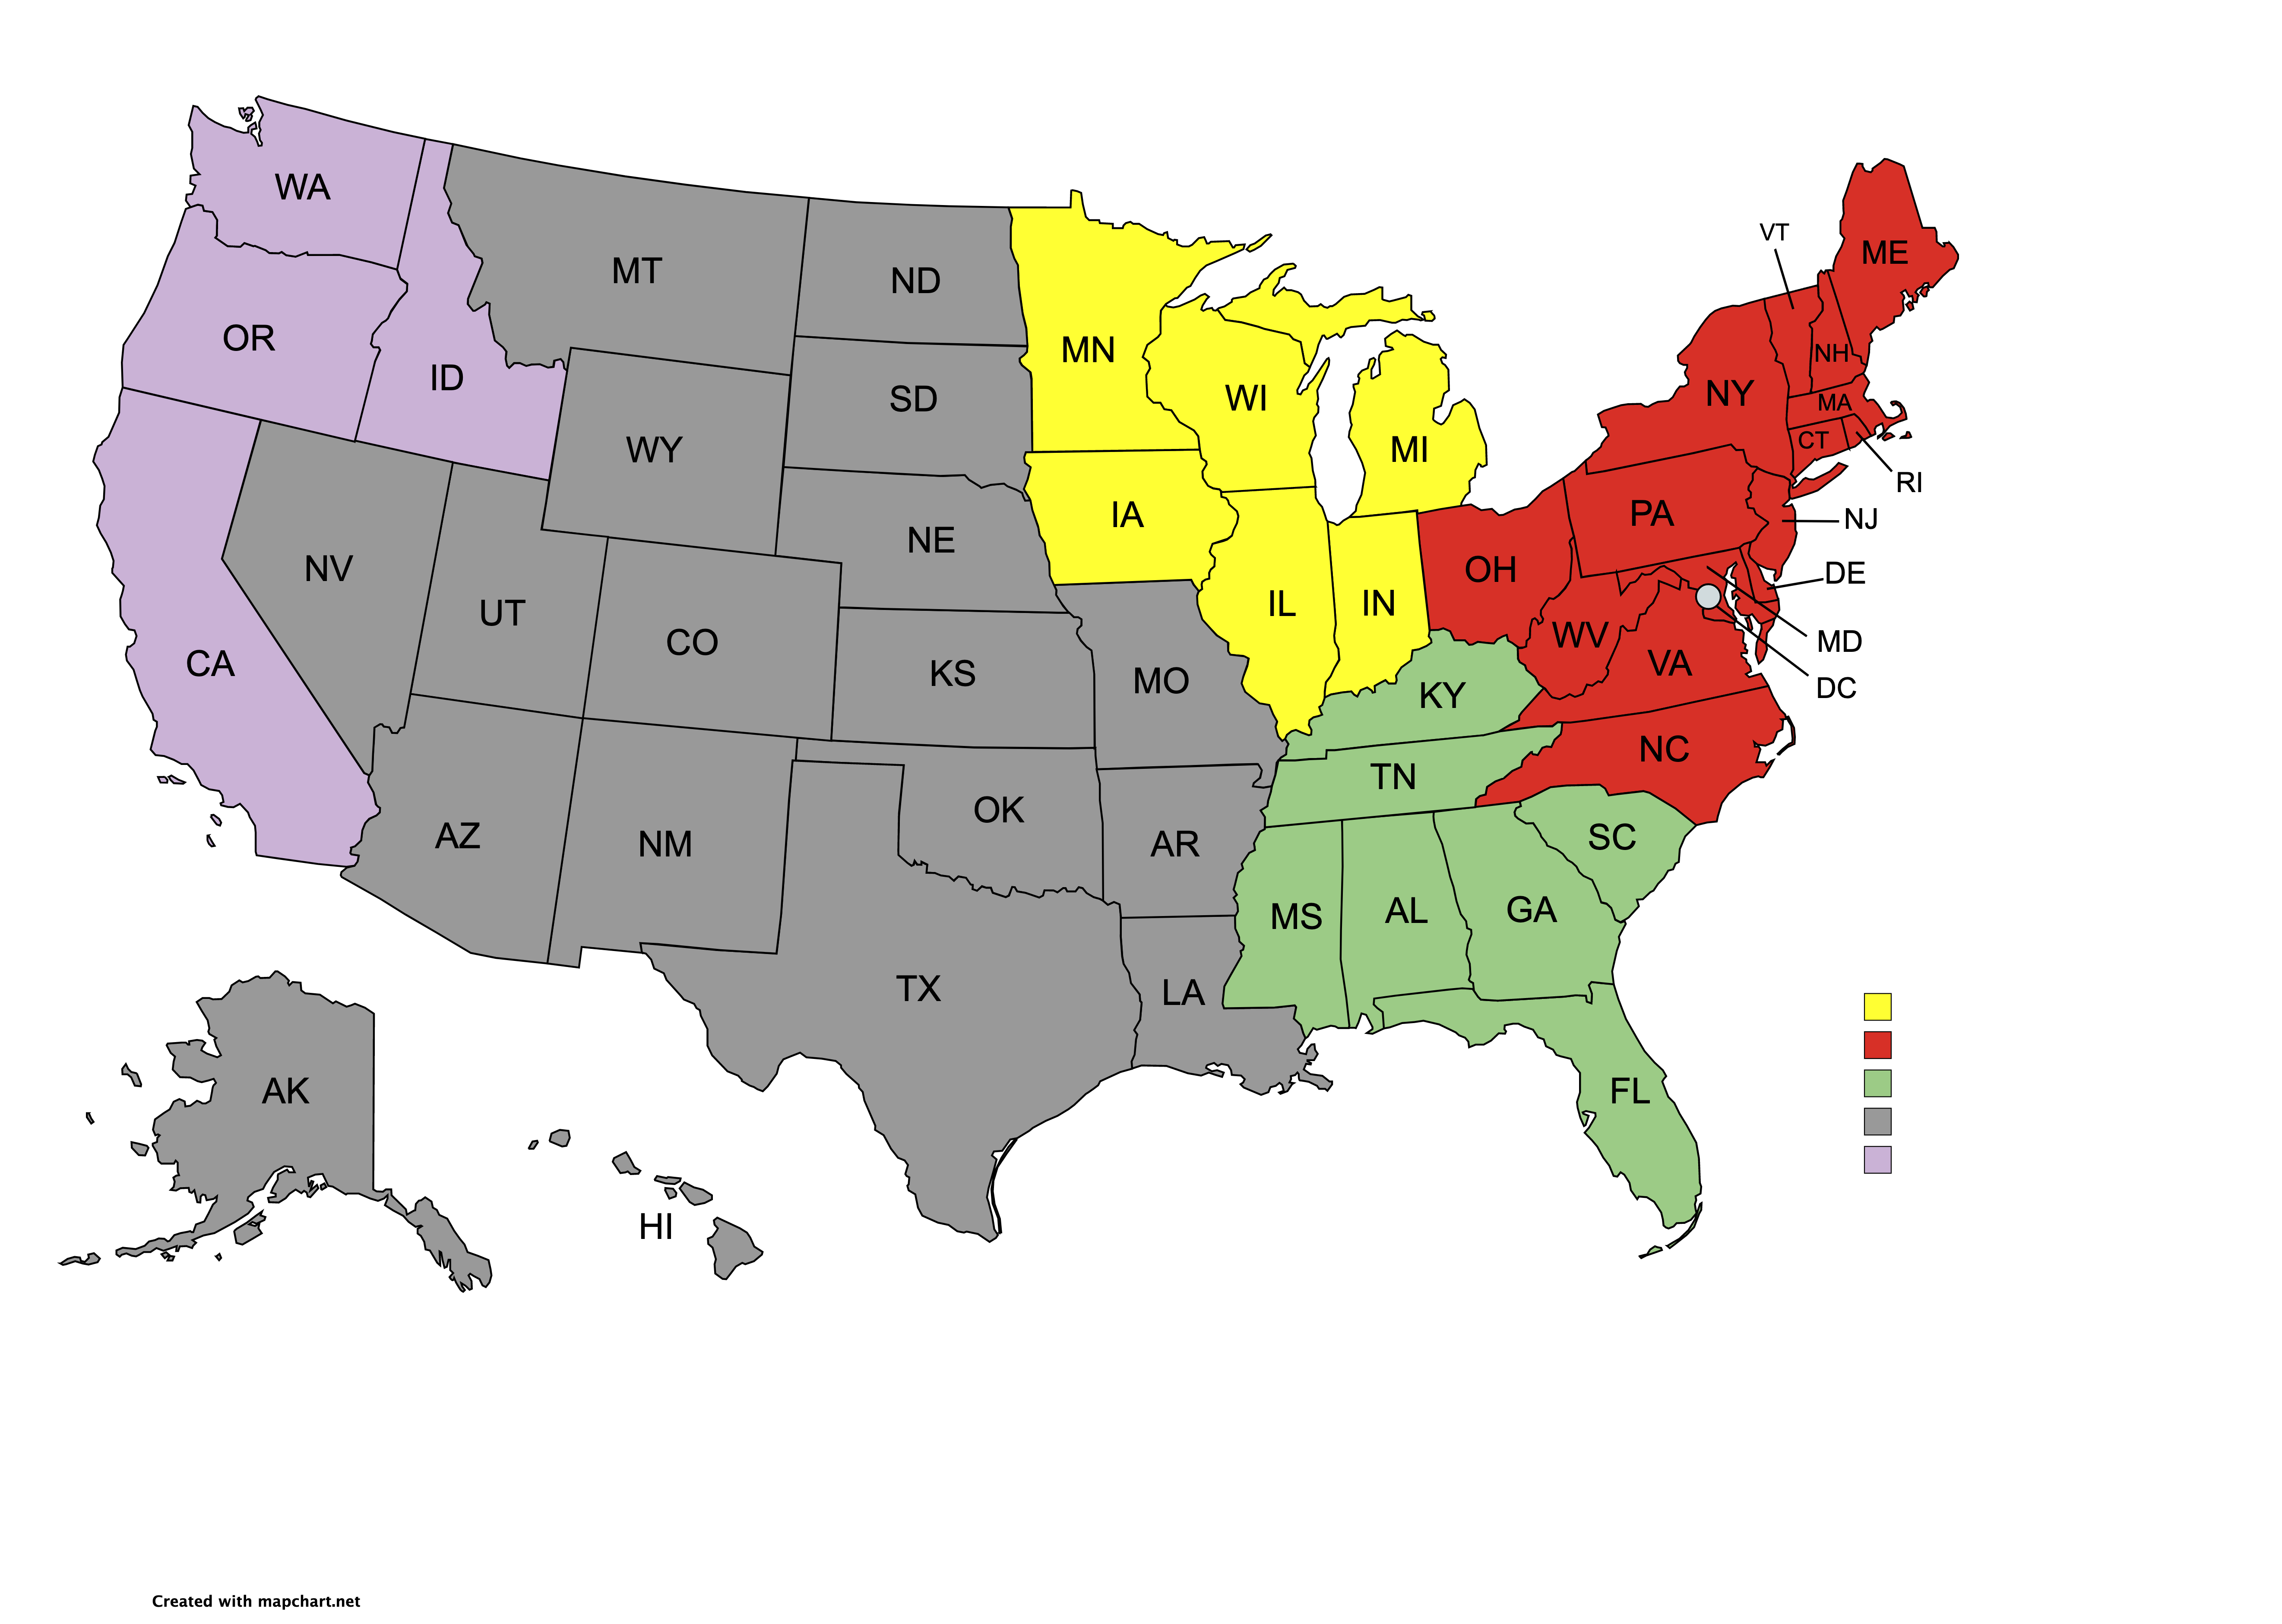 WA
MT
ND
MN
VT
ME
OR
ID
SD
WI
MI
NH
NY
MA
CT
RI
WY
IA
PA
NJ
NE
NV
UT
CO
IL
IN
OH
DE
MD
WV
VA
DC
CA
KS
MO
KY
NC
TN
AZ
NM
OK
AR
SC
MS
AL
GA
TX
LA
AK
FL
HI
Created with mapchart.net